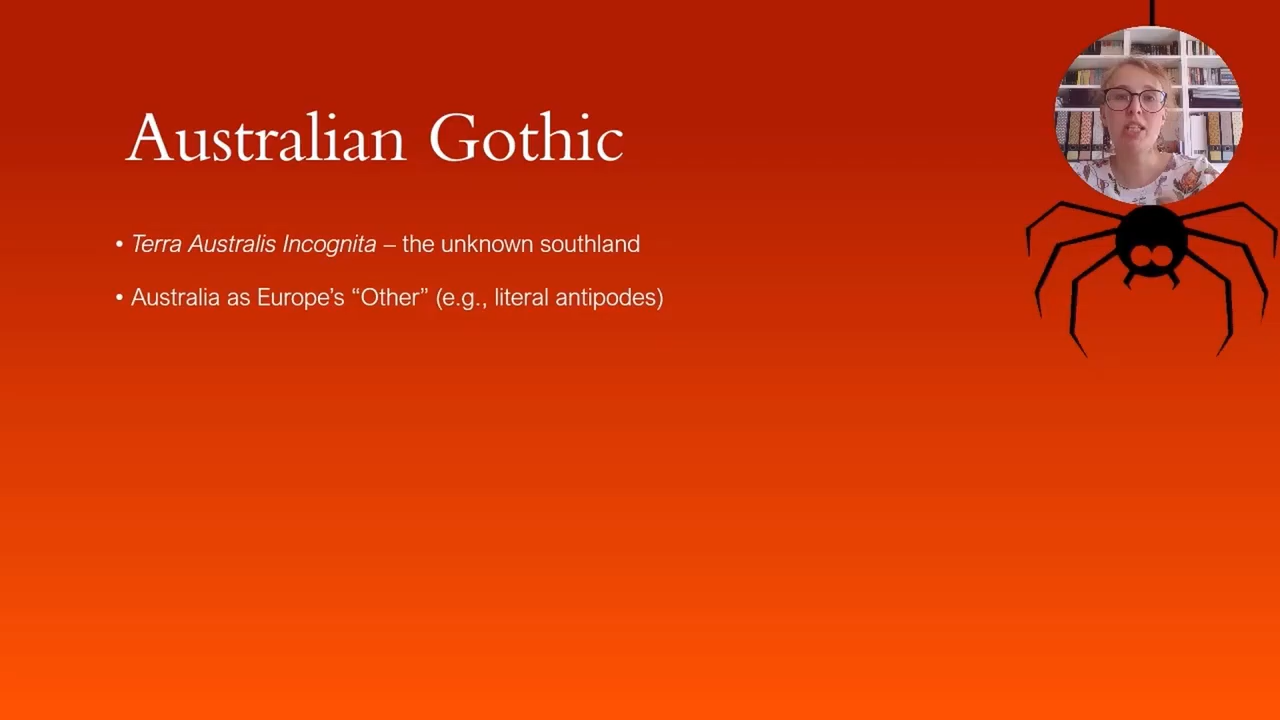 Australian Gothic
• Terra Australis Incognita – the unknown southland
• Australia as Europe’s “Other” (e.g., literal antipodes)